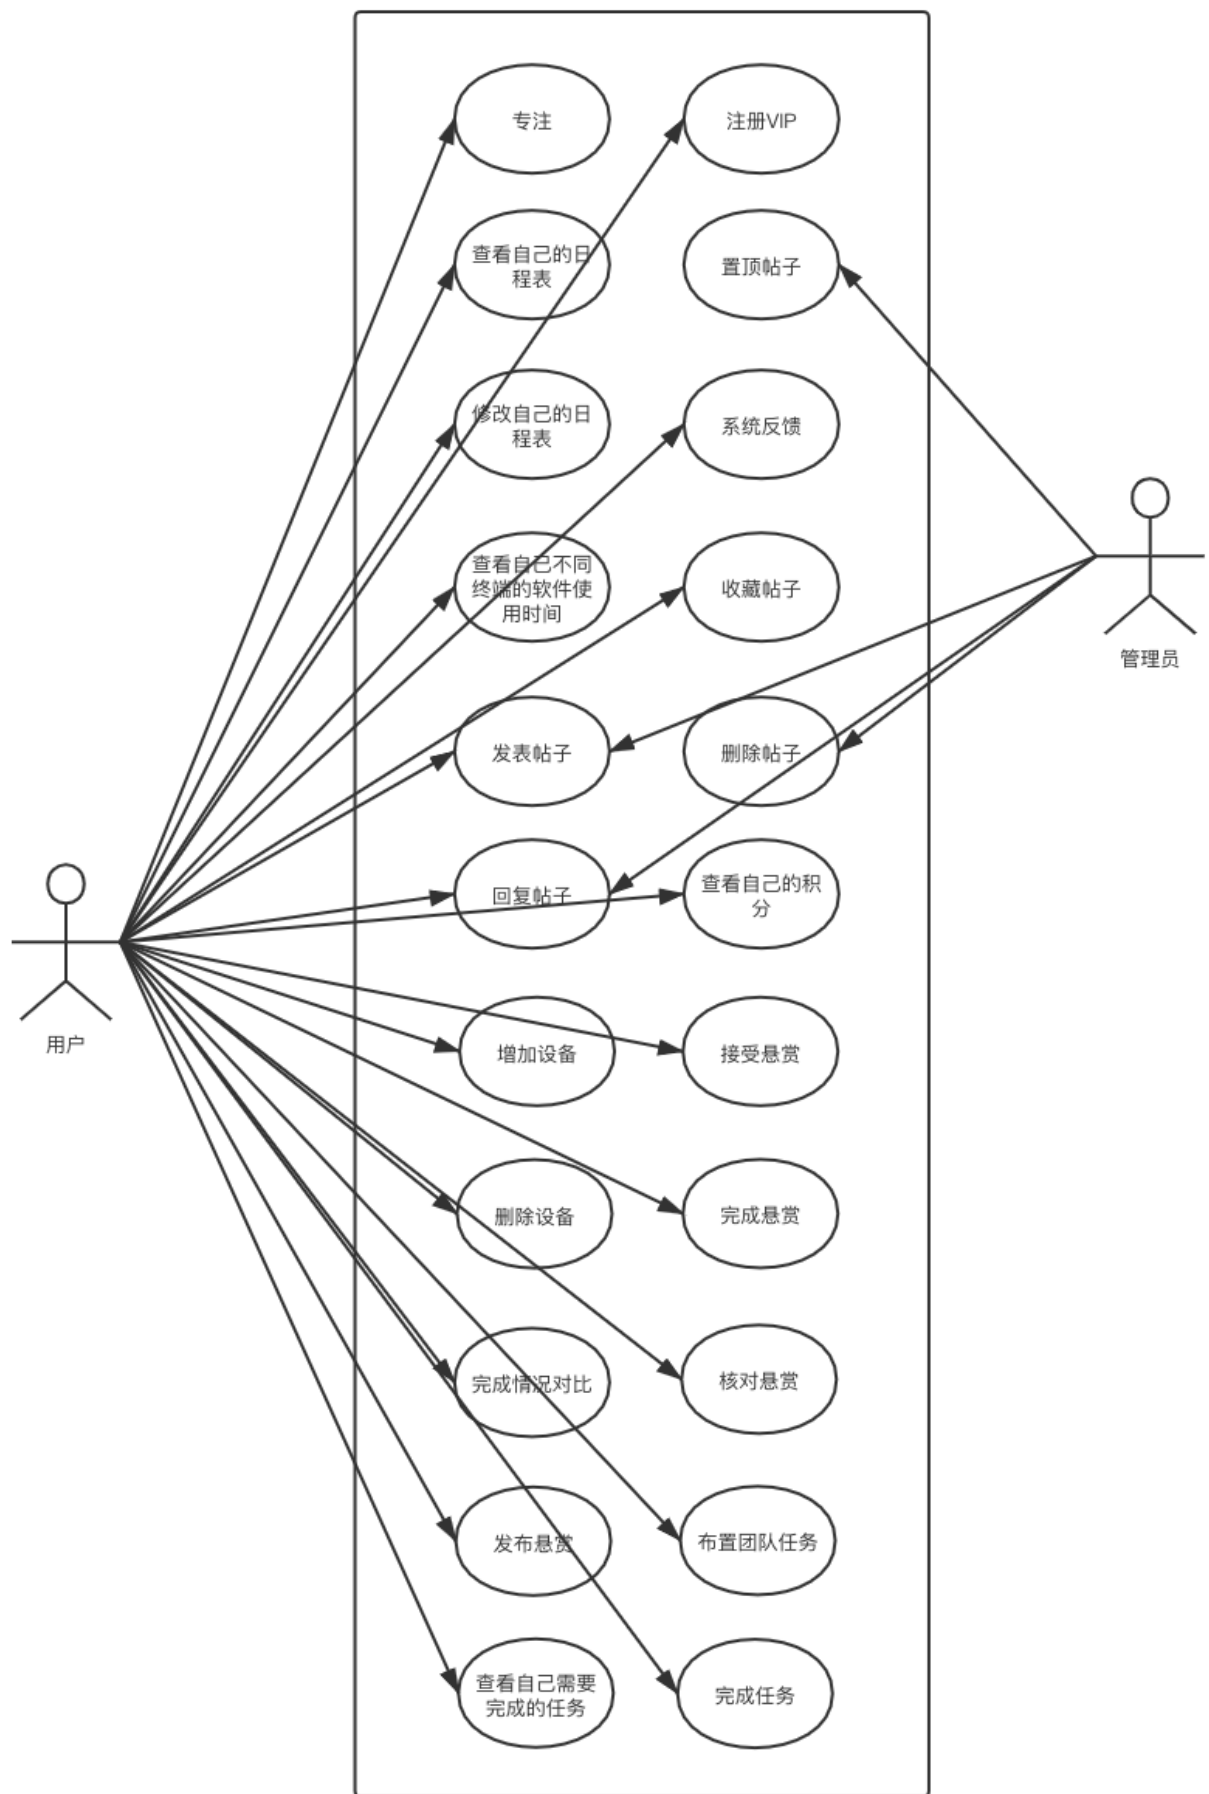 专注
注册VIP
查看自己的日
程表
置顶帖子
修改自己的日
程表
系统反馈
查看自己不同
终端的软件使
用时间
收藏帖子
管理员
发表帖子
删除帖子
回复帖子
查看自己的积
分
用户
增加设备
接受悬赏
删除设备
完成悬赏
完成情况对比
核对悬赏
发布悬赏
布置团队任务
查看自己需要
完成的任务
完成任务